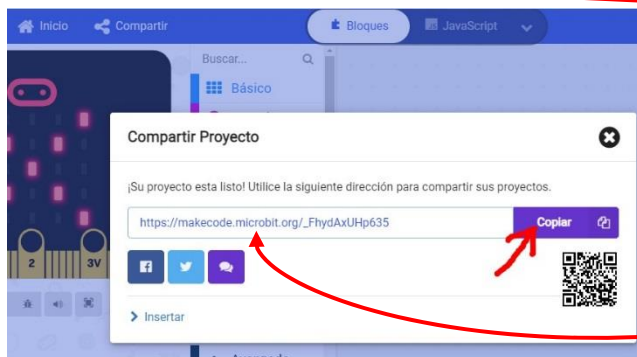 Inicio Compartir Bloques JavaScript
Buscar...
Básico
Compartir Proyecto
¡Su proyecto esta listo! Utilice la siguiente dirección para compartir sus proyectos.
https://makecode.microbit.org/_FhydAxUHp635 Copiar
2 3V
Insertar
Avanzado